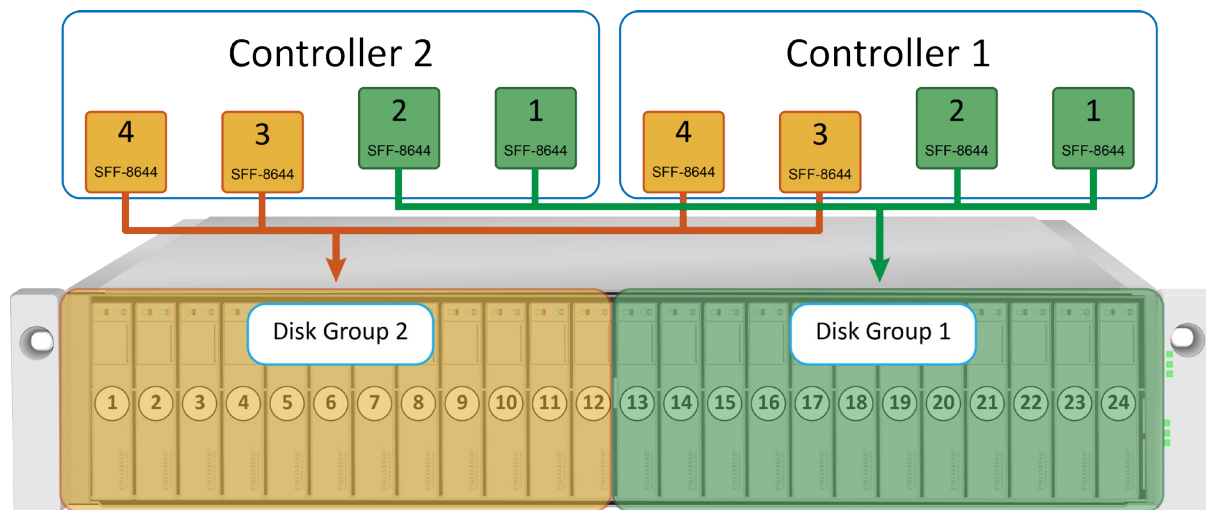 Controller 2
Controller 1
4
SFF-8644
3
SFF-8644
2
SFF-8644
1
SFF-8644
4
SFF-8644
3
SFF-8644
2
SFF-8644
1
SFF-8644
Disk Group 2
Disk Group 1
1 2 3 4 5 6 7 8 9 10 11 12 13 14 15 16 17 18 19 20 21 22 23 24